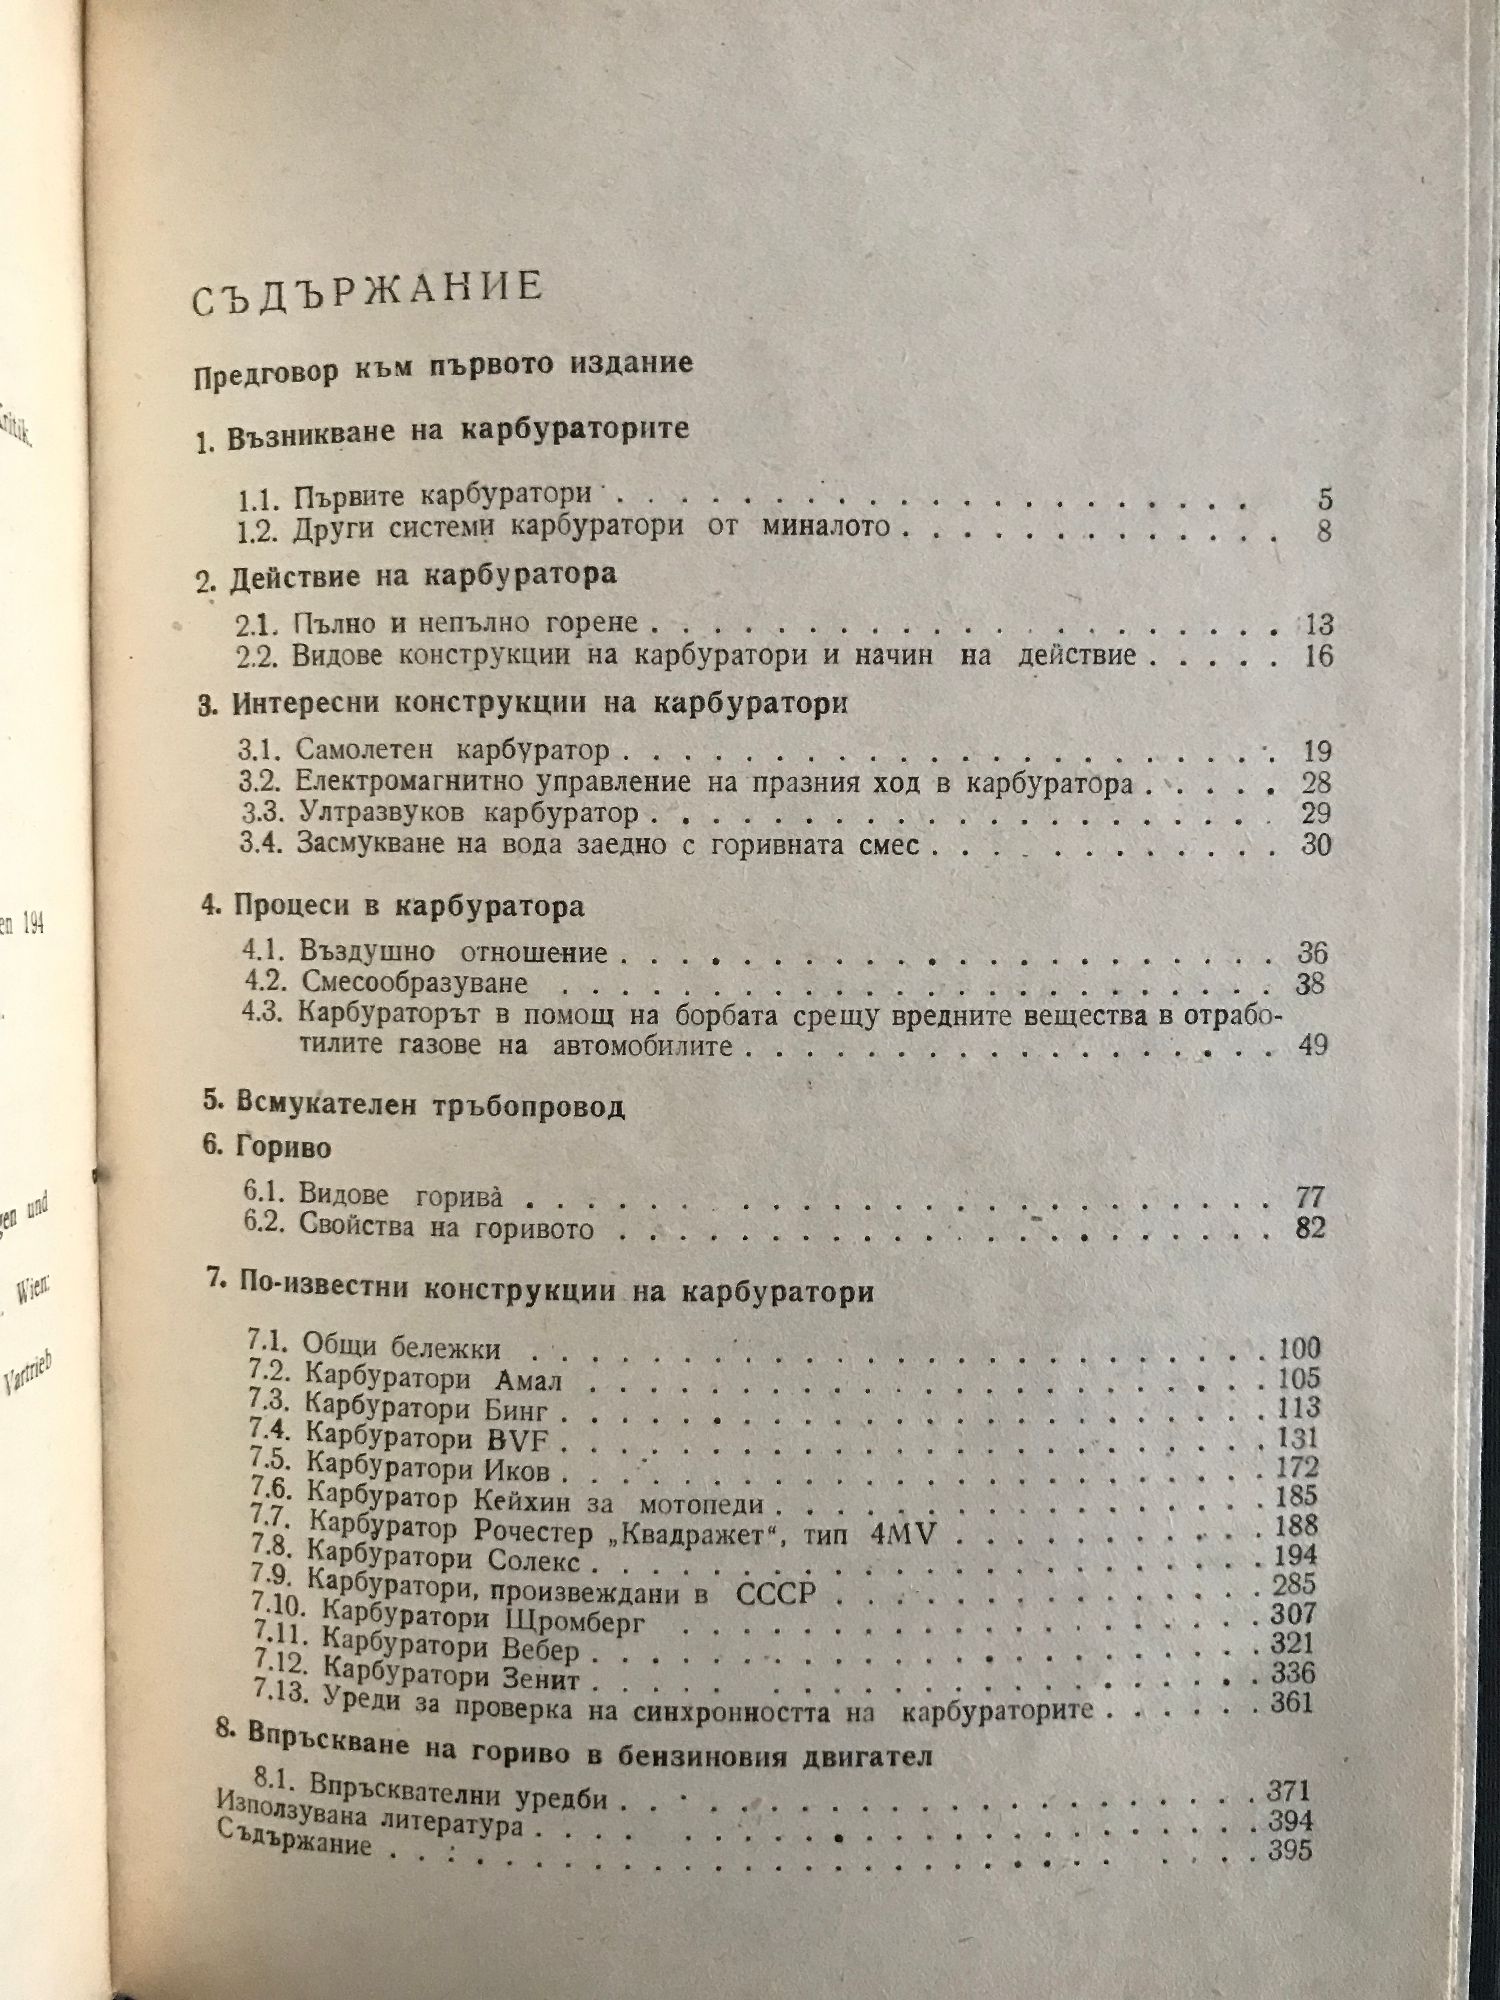 СЪДЪРЖАНИЕ
Предговор към първото издание
1. Възникване на карбураторите
1.1. Първите карбуратори . . . . . . . . . . . . . . . . . . . . . 5
1.2. Други системи карбуратори от миналото . . . . . . . . . . . . . 8
2. Действие на карбуратора
2.1. Пълно и непълно горене . . . . . . . . . . . . . . . . . . . . . 13
2.2. Видове конструкции на карбуратори и начин на действие . . . . . 16
3. Интересни конструкции на карбуратори
3.1. Самолетен карбуратор . . . . . . . . . . . . . . . . . . . . . . 19
3.2. Електромагнитно управление на празния ход в карбуратора . . . . . 28
3.3. Ултразвуков карбуратор . . . . . . . . . . . . . . . . . . . . . 29
3.4. Засмукване на вода заедно с горивната смес . . . . . . . . . . . . 30
4. Процеси в карбуратора
4.1. Въздушно отношение . . . . . . . . . . . . . . . . . . . . . . 36
4.2. Смесообразуване . . . . . . . . . . . . . . . . . . . . . . . . 38
4.3. Карбураторът в помощ на борбата срещу вредните вещества в отрабо-
тилите газове на автомобилите . . . . . . . . . . . . . . . . . . 49
5. Всмукателен тръбопровод
6. Гориво
6.1. Видове горива̀ . . . . . . . . . . . . . . . . . . . . . . . . . 77
6.2. Свойства на горивото . . . . . . . . . . . . . . . . . . . . . . 82
7. По-известни конструкции на карбуратори
7.1. Общи бележки . . . . . . . . . . . . . . . . . . . . . . . . . 100
7.2. Карбуратори Амал . . . . . . . . . . . . . . . . . . . . . . . 105
7.3. Карбуратори Бинг . . . . . . . . . . . . . . . . . . . . . . . . 113
7.4. Карбуратори BVF . . . . . . . . . . . . . . . . . . . . . . . . 131
7.5. Карбуратори Иков . . . . . . . . . . . . . . . . . . . . . . . . 172
7.6. Карбуратор Кейхин за мотопеди . . . . . . . . . . . . . . . . . 185
7.7. Карбуратор Рочестер „Квадражет“, тип 4MV . . . . . . . . . . . 188
7.8. Карбуратори Солекс . . . . . . . . . . . . . . . . . . . . . . . 194
7.9. Карбуратори, произвеждани в СССР . . . . . . . . . . . . . . . 285
7.10. Карбуратори Щромберг . . . . . . . . . . . . . . . . . . . . 307
7.11. Карбуратори Вебер . . . . . . . . . . . . . . . . . . . . . . . 321
7.12. Карбуратори Зенит . . . . . . . . . . . . . . . . . . . . . . . 336
7.13. Уреди за проверка на синхронността на карбураторите . . . . . . 361
8. Впръскване на гориво в бензиновия двигател
8.1. Впръсквателни уредби . . . . . . . . . . . . . . . . . . . . . . 371
Използувана литература . . . . . . . . . . . . . . . . . . . . . . . 394
Съдържание . . . . . . . . . . . . . . . . . . . . . . . . . . . . 395
194
und
Wien:
Vartrieb